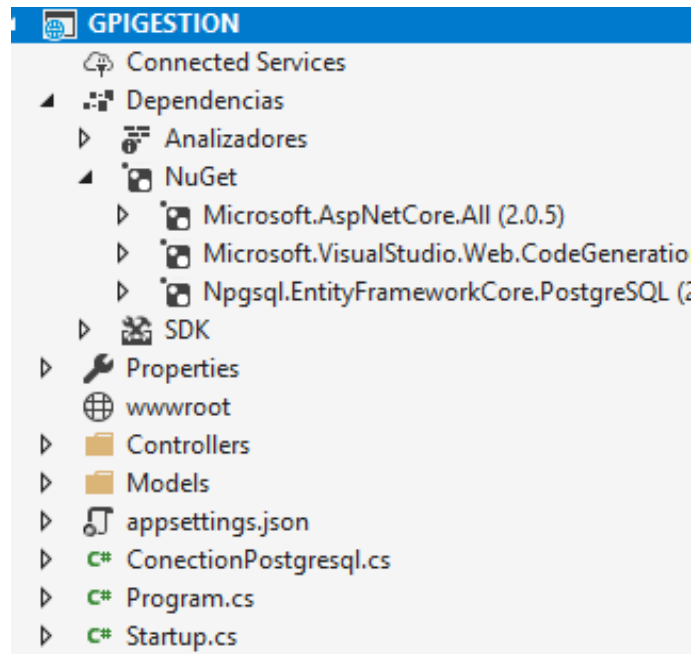 GPIGESTION
Connected Services
Dependencias
Analizadores
NuGet
Microsoft.AspNetCore.All (2.0.5)
Microsoft.VisualStudio.Web.CodeGeneratio
Npgsql.EntityFrameworkCore.PostgreSQL (2
SDK
Properties
wwwroot
Controllers
Models
appsettings.json
C# ConectionPostgresql.cs
C# Program.cs
C# Startup.cs